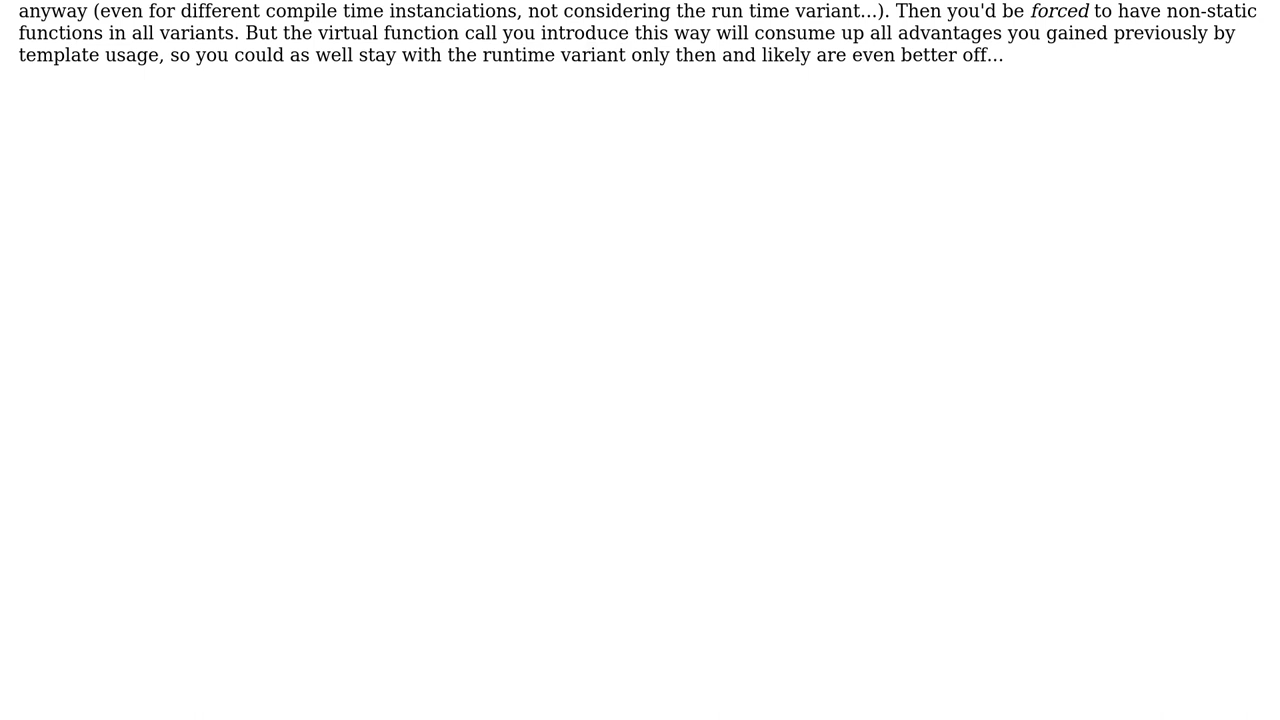 anyway (even for different compile time instanciations, not considering the run time variant...). Then you'd be forced to have non-static
functions in all variants. But the virtual function call you introduce this way will consume up all advantages you gained previously by
template usage, so you could as well stay with the runtime variant only then and likely are even better off...